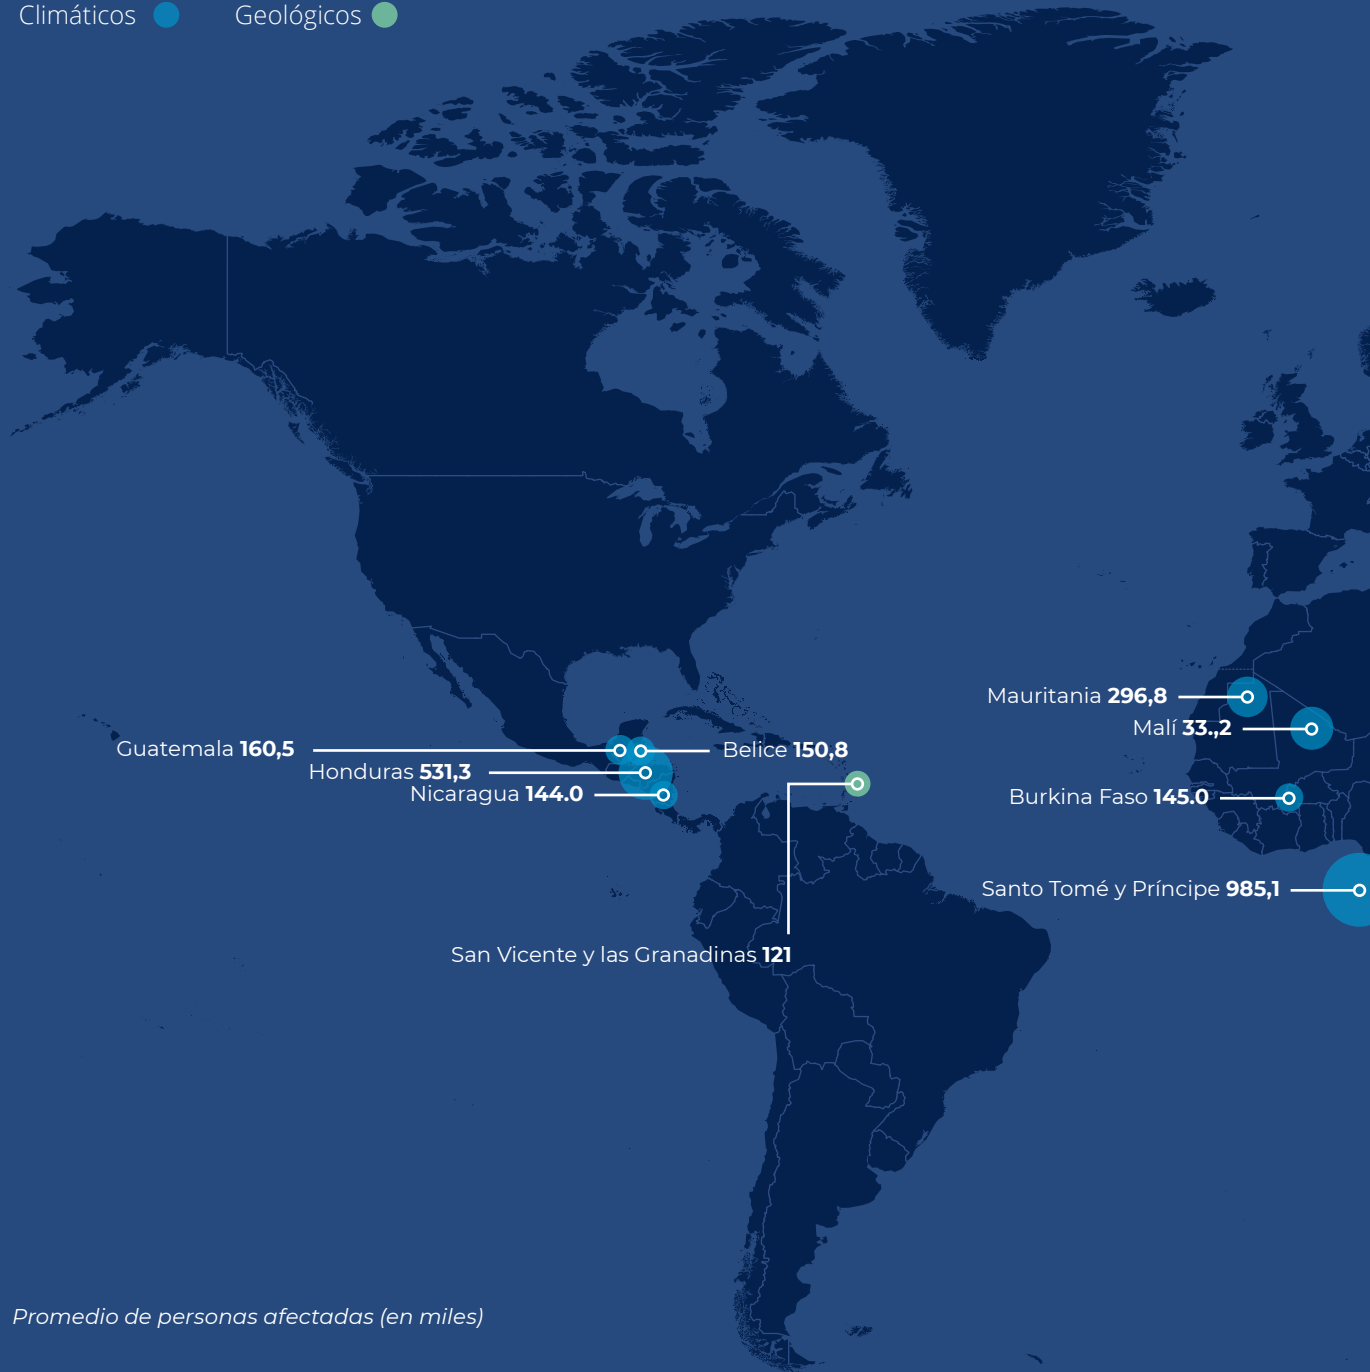 Climáticos Geológicos
Mauritania 296,8
Malí 33.,2
Guatemala 160,5
Belice 150,8
Honduras 531,3
Nicaragua 144.0
Burkina Faso 145.0
Santo Tomé y Príncipe 985,1
San Vicente y las Granadinas 121
Promedio de personas afectadas (en miles)